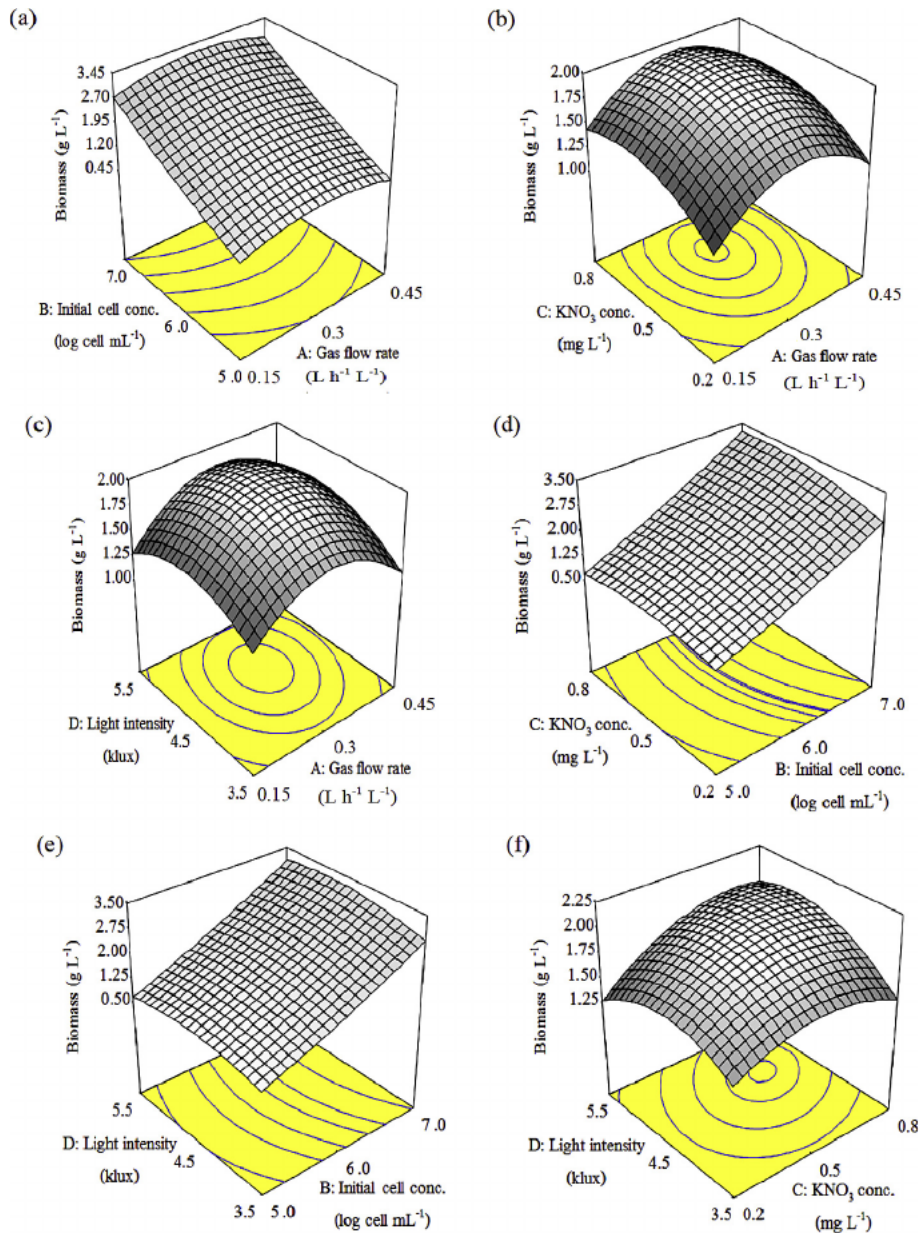 (a)
3.45
2.70
1.95
1.20
0.45
Biomass (g L⁻¹)
7.0
6.0
5.0
B: Initial cell conc.
(log cell mL⁻¹)
0.15
0.3
0.45
A: Gas flow rate
(L h⁻¹ L⁻¹)
(b)
2.00
1.75
1.50
1.25
1.00
Biomass (g L⁻¹)
0.8
0.5
0.2
C: KNO₃ conc.
(mg L⁻¹)
0.15
0.3
0.45
A: Gas flow rate
(L h⁻¹ L⁻¹)
(c)
2.00
1.75
1.50
1.25
1.00
Biomass (g L⁻¹)
5.5
4.5
3.5
D: Light intensity
(klux)
0.15
0.3
0.45
A: Gas flow rate
(L h⁻¹ L⁻¹)
(d)
3.50
2.75
2.00
1.25
0.50
Biomass (g L⁻¹)
0.8
0.5
0.2
C: KNO₃ conc.
(mg L⁻¹)
5.0
6.0
7.0
B: Initial cell conc.
(log cell mL⁻¹)
(e)
3.50
2.75
2.00
1.25
0.50
Biomass (g L⁻¹)
5.5
4.5
3.5
D: Light intensity
(klux)
5.0
6.0
7.0
B: Initial cell conc.
(log cell mL⁻¹)
(f)
2.25
2.00
1.75
1.50
1.25
Biomass (g L⁻¹)
5.5
4.5
3.5
D: Light intensity
(klux)
0.2
0.5
0.8
C: KNO₃ conc.
(mg L⁻¹)